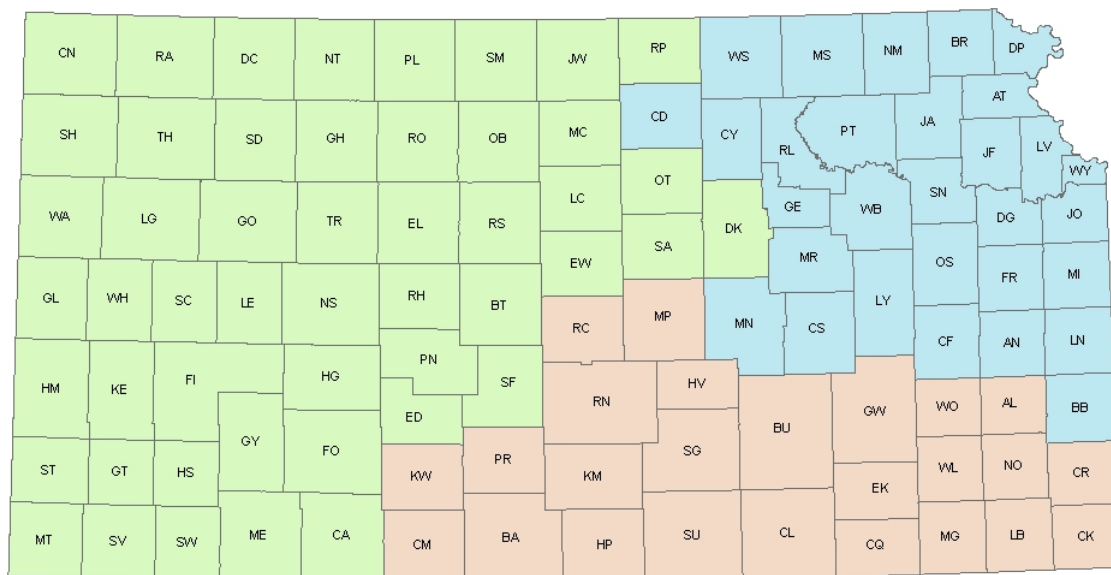 CN RA DC NT PL SM JW RP WS MS NM BR DP
SH TH SD GH RO OB MC CD CY RL PT JA AT
JF LV WY
WA LG GO TR EL RS LC OT DK GE WB SN DG JO
EW SA MR OS FR MI
GL WH SC LE NS RH BT RC MP MN CS LY CF AN LN
HM KE FI HG PN SF RN HV BU GW WO AL BB
GY ED
ST GT HS FO KW PR KM SG EK WL NO CR
MT SV SW ME CA CM BA HP SU CL CQ MG LB CK